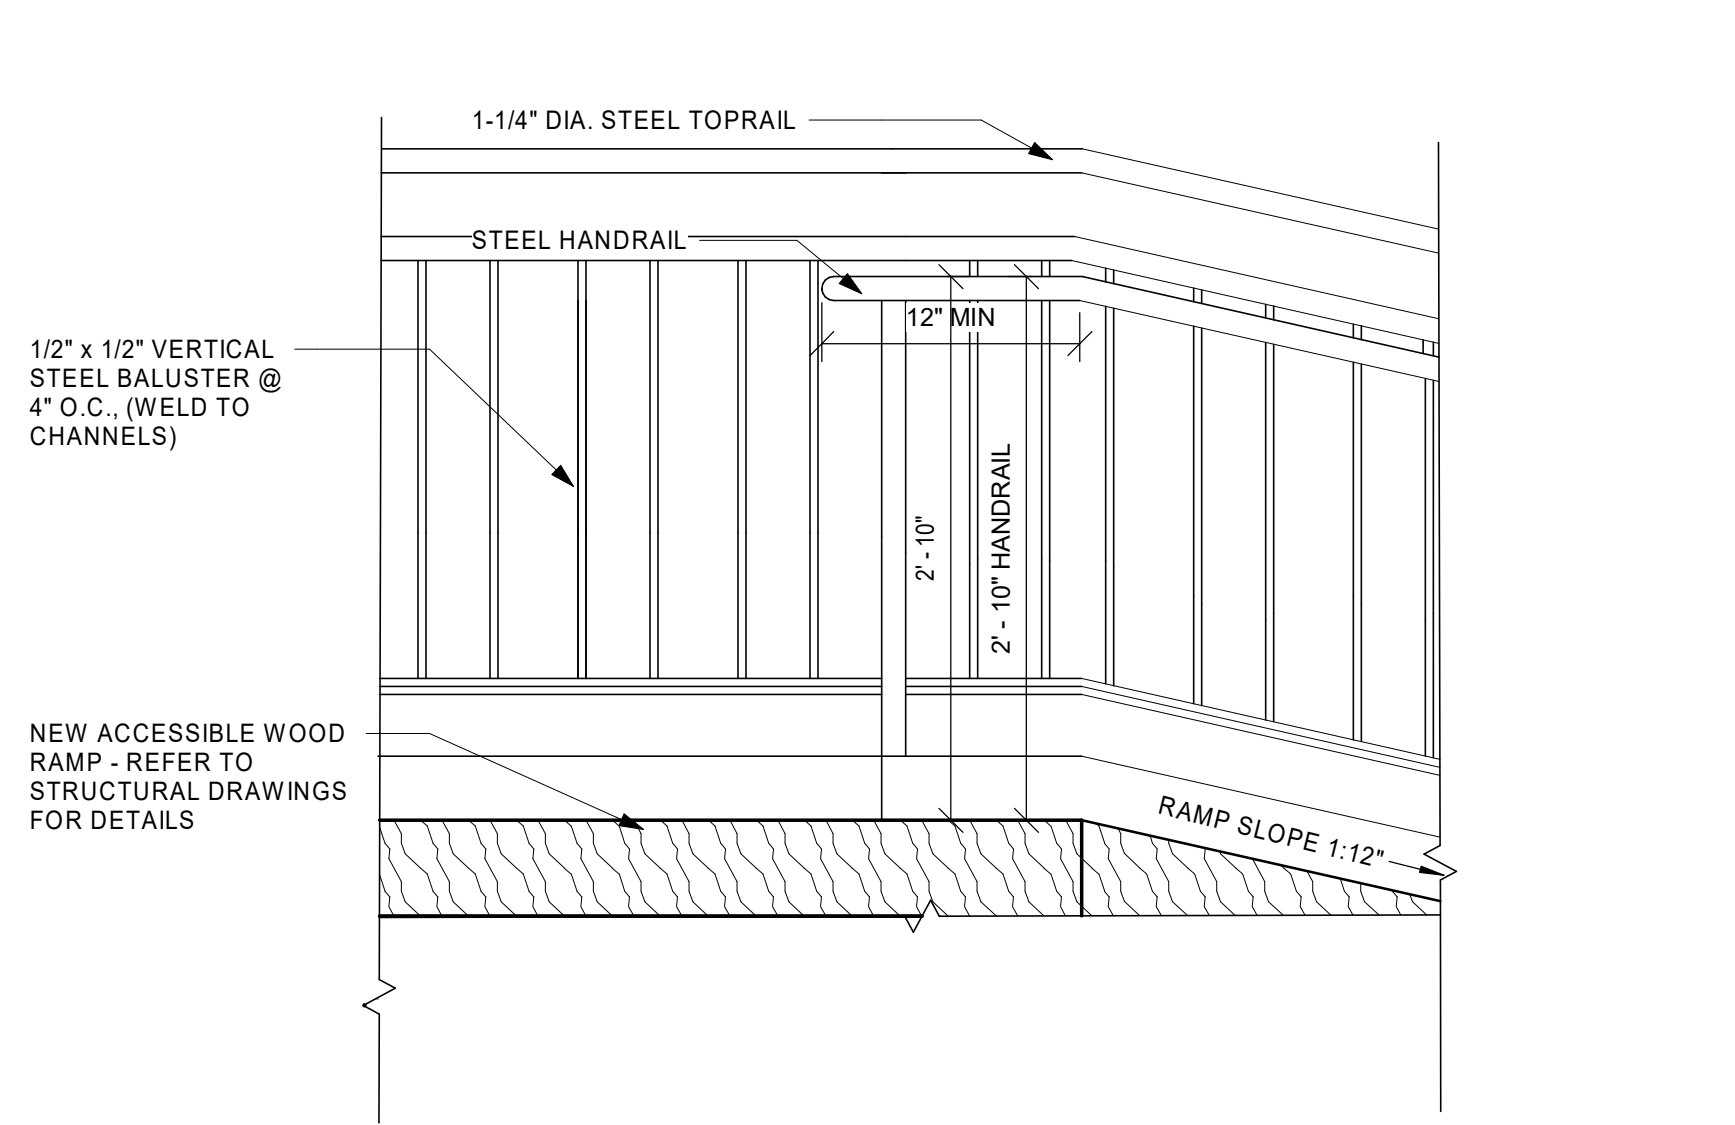 1-1/4" DIA. STEEL TOPRAIL
STEEL HANDRAIL
12" MIN
1/2" x 1/2" VERTICAL
STEEL BALUSTER @
4" O.C., (WELD TO
CHANNELS)
2' - 10"
2' - 10" HANDRAIL
NEW ACCESSIBLE WOOD
RAMP - REFER TO
STRUCTURAL DRAWINGS
FOR DETAILS
RAMP SLOPE 1:12"